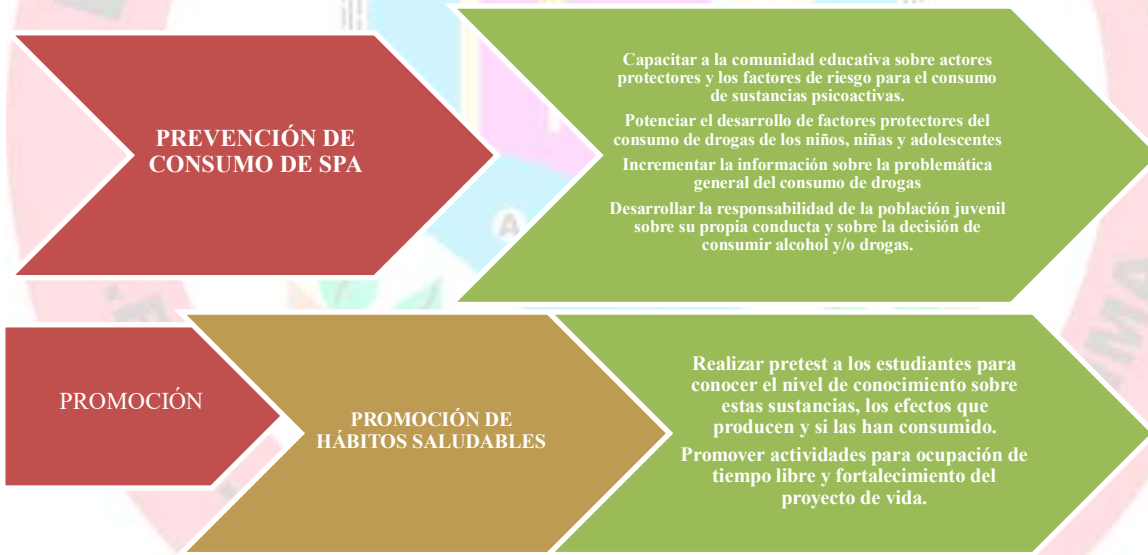 PREVENCIÓN DE
CONSUMO DE SPA
Capacitar a la comunidad educativa sobre actores
protectores y los factores de riesgo para el consumo
de sustancias psicoactivas.
Potenciar el desarrollo de factores protectores del
consumo de drogas de los niños, niñas y adolescentes
Incrementar la información sobre la problemática
general del consumo de drogas
Desarrollar la responsabilidad de la población juvenil
sobre su propia conducta y sobre la decisión de
consumir alcohol y/o drogas.
PROMOCIÓN
PROMOCIÓN DE
HÁBITOS SALUDABLES
Realizar pretest a los estudiantes para
conocer el nivel de conocimiento sobre
estas sustancias, los efectos que
producen y si las han consumido.
Promover actividades para ocupación de
tiempo libre y fortalecimiento del
proyecto de vida.